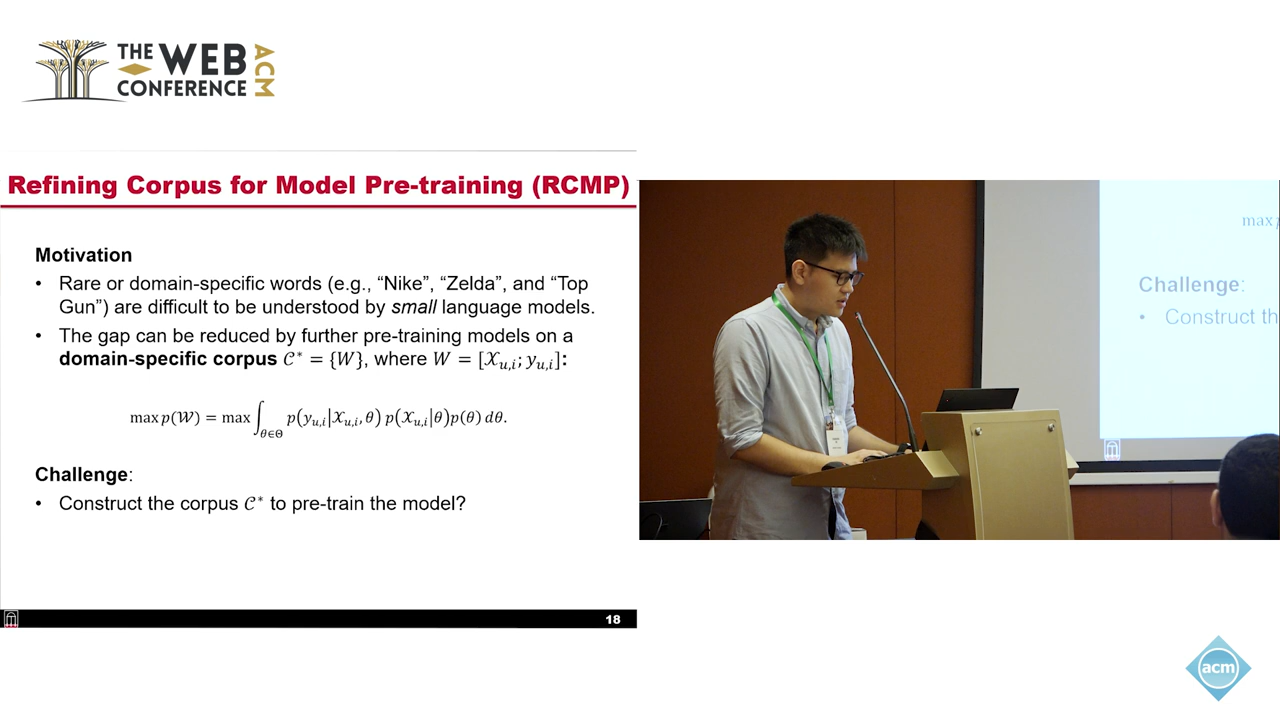 THE WEB
CONFERENCE
ACM
Refining Corpus for Model Pre-training (RCMP)
Motivation
• Rare or domain-specific words (e.g., “Nike”, “Zelda”, and “Top
Gun”) are difficult to be understood by small language models.
• The gap can be reduced by further pre-training models on a
domain-specific corpus 𝒞* = {W}, where W = [𝒳u,i; yu,i]:
max p(𝒲) = max ∫θ∈Θ p(yu,i|𝒳u,i, θ) p(𝒳u,i|θ)p(θ) dθ.
Challenge:
• Construct the corpus 𝒞* to pre-train the model?
18
max
Challenge:
• Construct th
acm